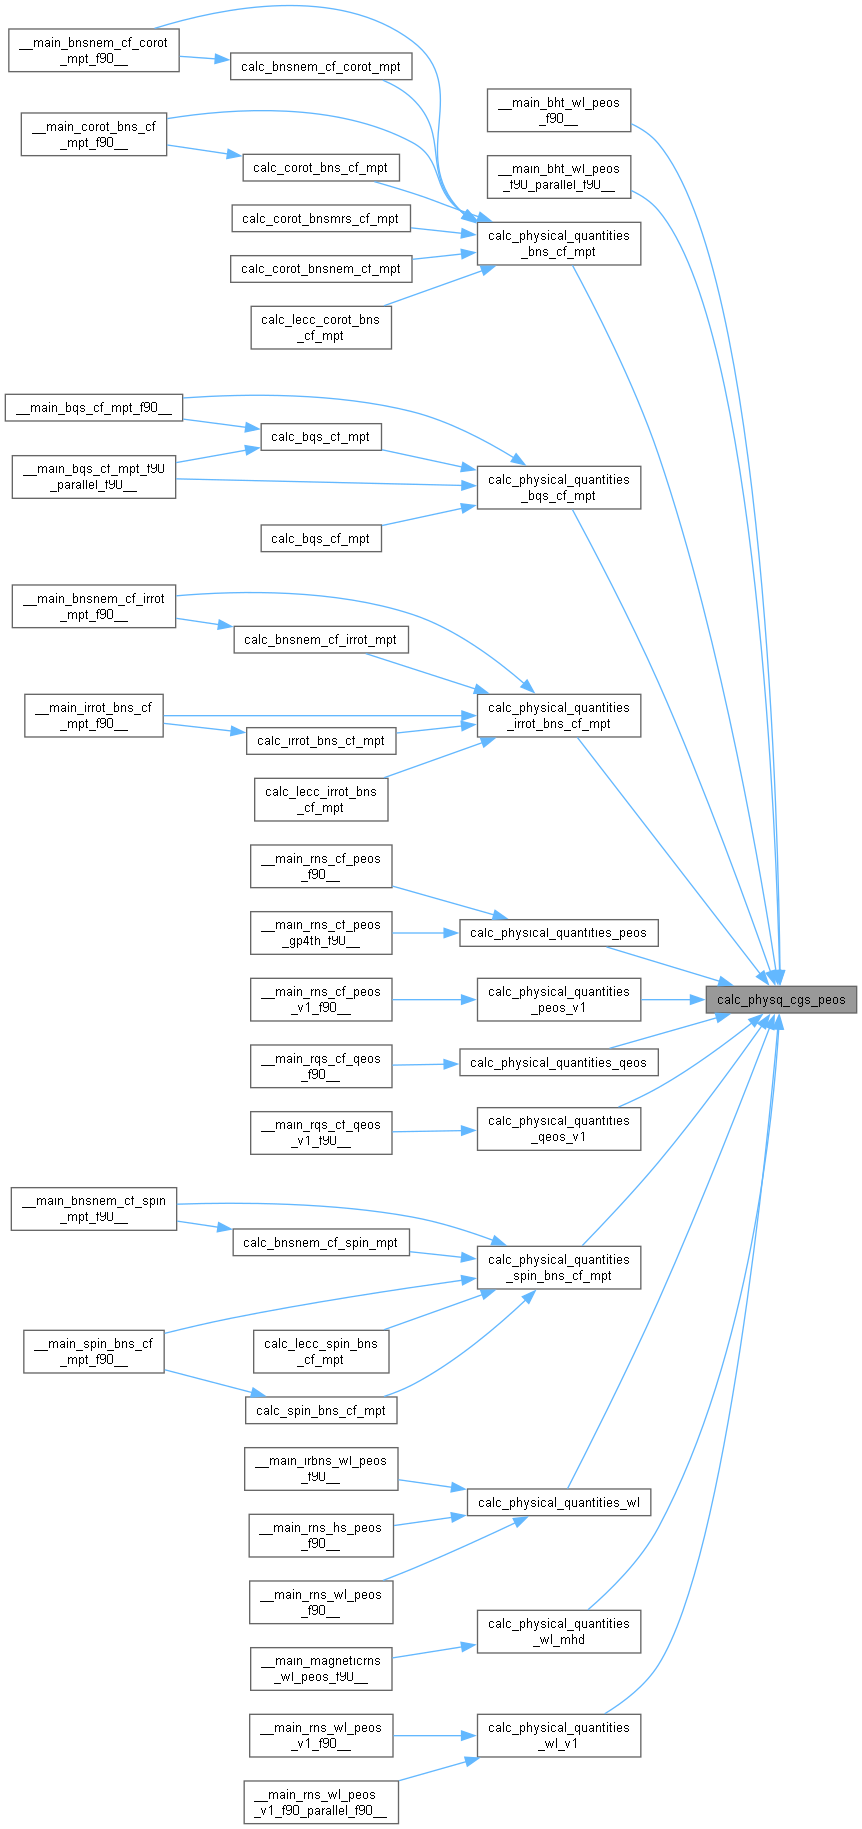 __main_bnsnem_cf_corot
_mpt_f90__
calc_bnsnem_cf_corot_mpt
__main_corot_bns_cf
_mpt_f90__
calc_corot_bns_cf_mpt
calc_corot_bnsmrs_cf_mpt
calc_corot_bnsnem_cf_mpt
calc_lecc_corot_bns
_cf_mpt
__main_bht_wl_peos
_f90__
__main_bht_wl_peos
_f90_parallel_f90__
calc_physical_quantities
_bns_cf_mpt
__main_bqs_cf_mpt_f90__
calc_bqs_cf_mpt
__main_bqs_cf_mpt_f90
_parallel_f90__
calc_bqs_cf_mpt
calc_physical_quantities
_bqs_cf_mpt
__main_bnsnem_cf_irrot
_mpt_f90__
calc_bnsnem_cf_irrot_mpt
__main_irrot_bns_cf
_mpt_f90__
calc_irrot_bns_cf_mpt
calc_lecc_irrot_bns
_cf_mpt
calc_physical_quantities
_irrot_bns_cf_mpt
__main_rns_cf_peos
_f90__
__main_rns_cf_peos
_gp4th_f90__
calc_physical_quantities_peos
__main_rns_cf_peos
_v1_f90__
calc_physical_quantities
_peos_v1
calc_physq_cgs_peos
__main_rqs_cf_qeos
_f90__
calc_physical_quantities_qeos
__main_rqs_cf_qeos
_v1_f90__
calc_physical_quantities
_qeos_v1
__main_bnsnem_cf_spin
_mpt_f90__
calc_bnsnem_cf_spin_mpt
calc_physical_quantities
_spin_bns_cf_mpt
__main_spin_bns_cf
_mpt_f90__
calc_lecc_spin_bns
_cf_mpt
calc_spin_bns_cf_mpt
__main_irbns_wl_peos
_f90__
calc_physical_quantities_wl
__main_rns_hs_peos
_f90__
__main_rns_wl_peos
_f90__
calc_physical_quantities
_wl_mhd
__main_magneticrns
_wl_peos_f90__
__main_rns_wl_peos
_v1_f90__
calc_physical_quantities
_wl_v1
__main_rns_wl_peos
_v1_f90_parallel_f90__